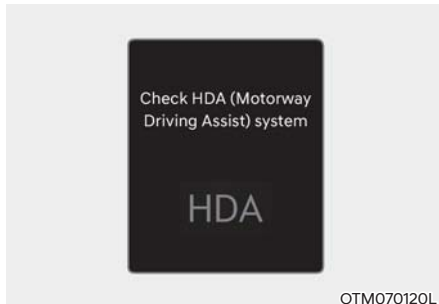 Check HDA (Motorway
Driving Assist) system
HDA
OTM070120L